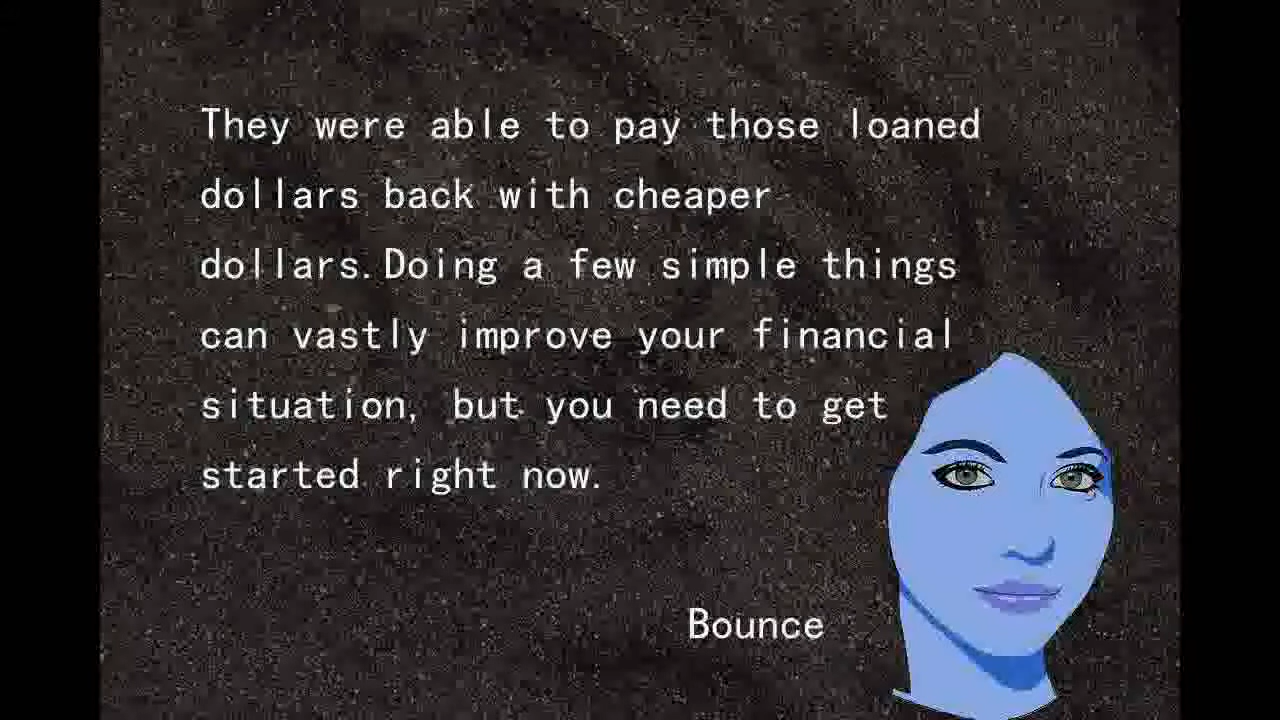 They were able to pay those loaned
dollars back with cheaper
dollars.Doing a few simple things
can vastly improve your financial
situation, but you need to get
started right now.
Bounce